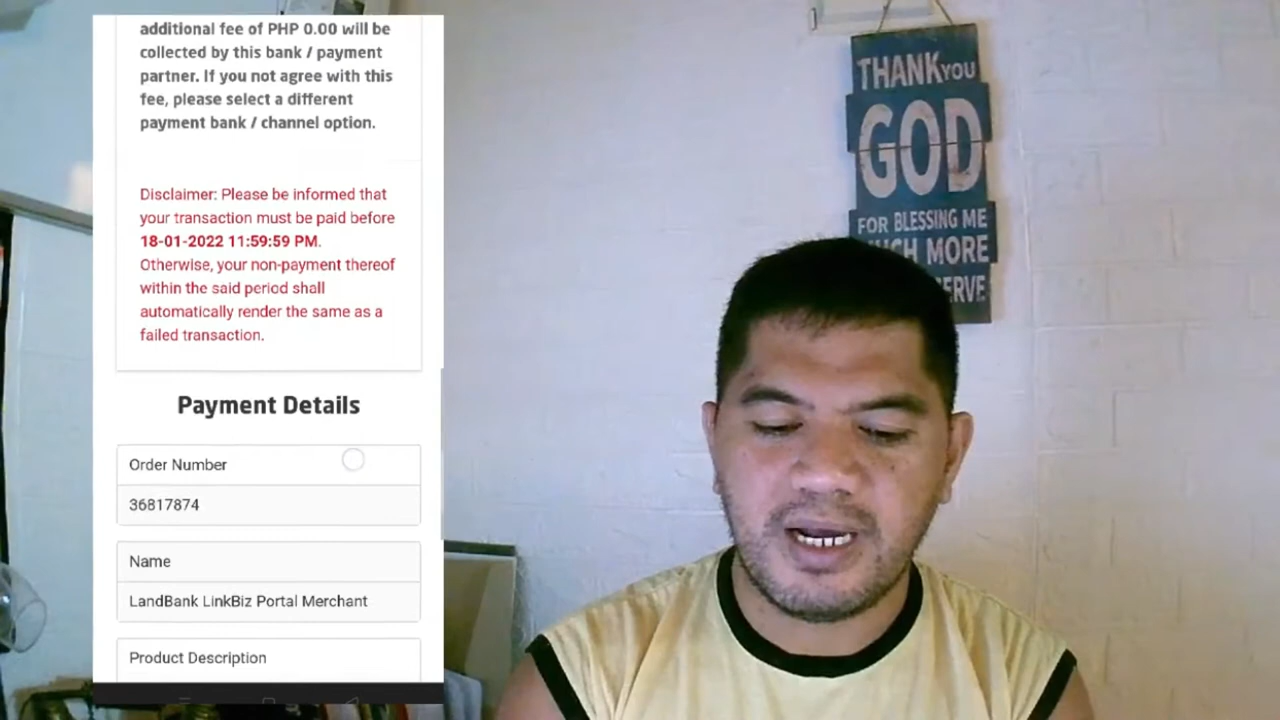 additional fee of PHP 0.00 will be
collected by this bank / payment
partner. If you not agree with this
fee, please select a different
payment bank / channel option.
Disclaimer: Please be informed that
your transaction must be paid before
18-01-2022 11:59:59 PM.
Otherwise, your non-payment thereof
within the said period shall
automatically render the same as a
failed transaction.
Payment Details
Order Number
36817874
Name
LandBank LinkBiz Portal Merchant
Product Description
THANK YOU
GOD
FOR BLESSING ME
MORE